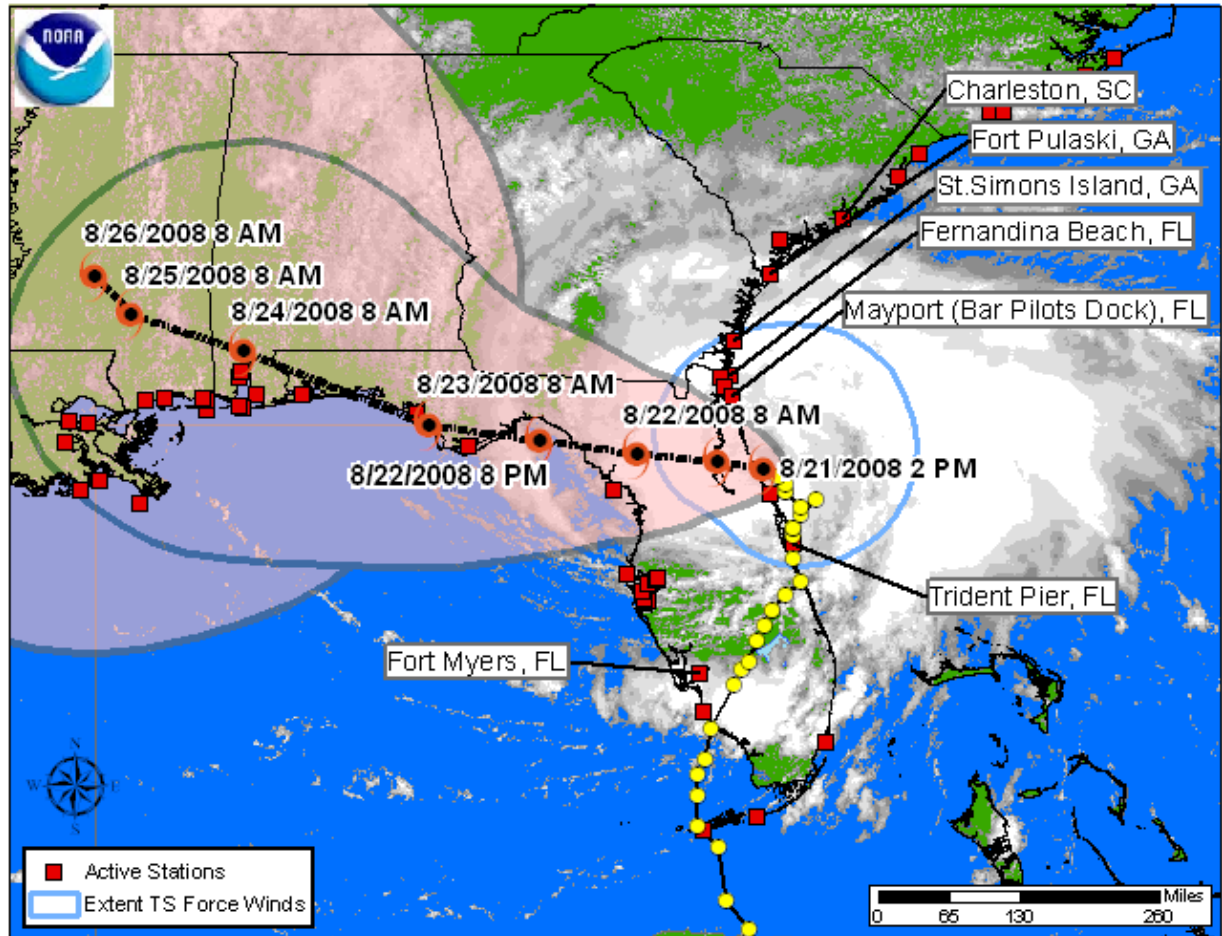 NOAA
Charleston, SC
Fort Pulaski, GA
St.Simons Island, GA
Fernandina Beach, FL
Mayport (Bar Pilots Dock), FL
8/26/2008 8 AM
8/25/2008 8 AM
8/24/2008 8 AM
8/23/2008 8 AM
8/22/2008 8 AM
8/22/2008 8 PM
8/21/2008 2 PM
Trident Pier, FL
Fort Myers, FL
N
W E
S
Active Stations
Extent TS Force Winds
Miles
0 65 130 260